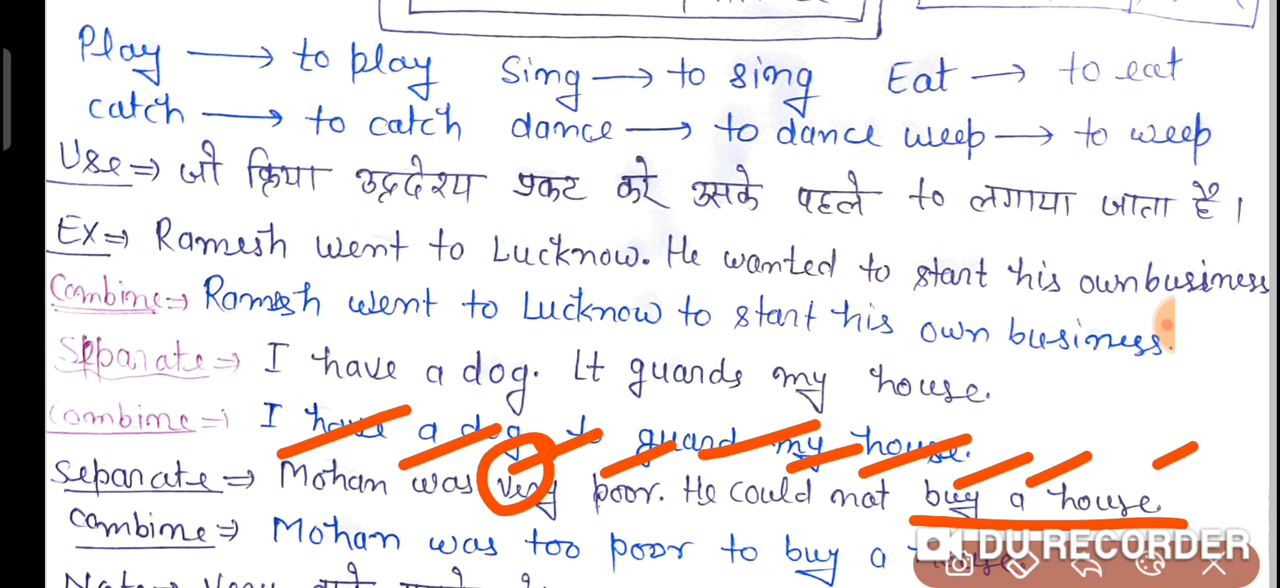 Play → to play Sing → to sing Eat → to eat
catch → to catch dance → to dance weep → to weep
Use ⇒ जो क्रिया उद्देश्य प्रकट करे उसके पहले to लगाया जाता है।
Ex ⇒ Ramesh went to Lucknow. He wanted to start his own business
Combine ⇒ Ramesh went to Lucknow to start his own business.
Separate ⇒ I have a dog. It guards my house.
Combine ⇒ I have a dog to guard my house.
Separate ⇒ Mohan was very poor. He could not buy a house.
Combine ⇒ Mohan was too poor to buy a
DU RECORDER